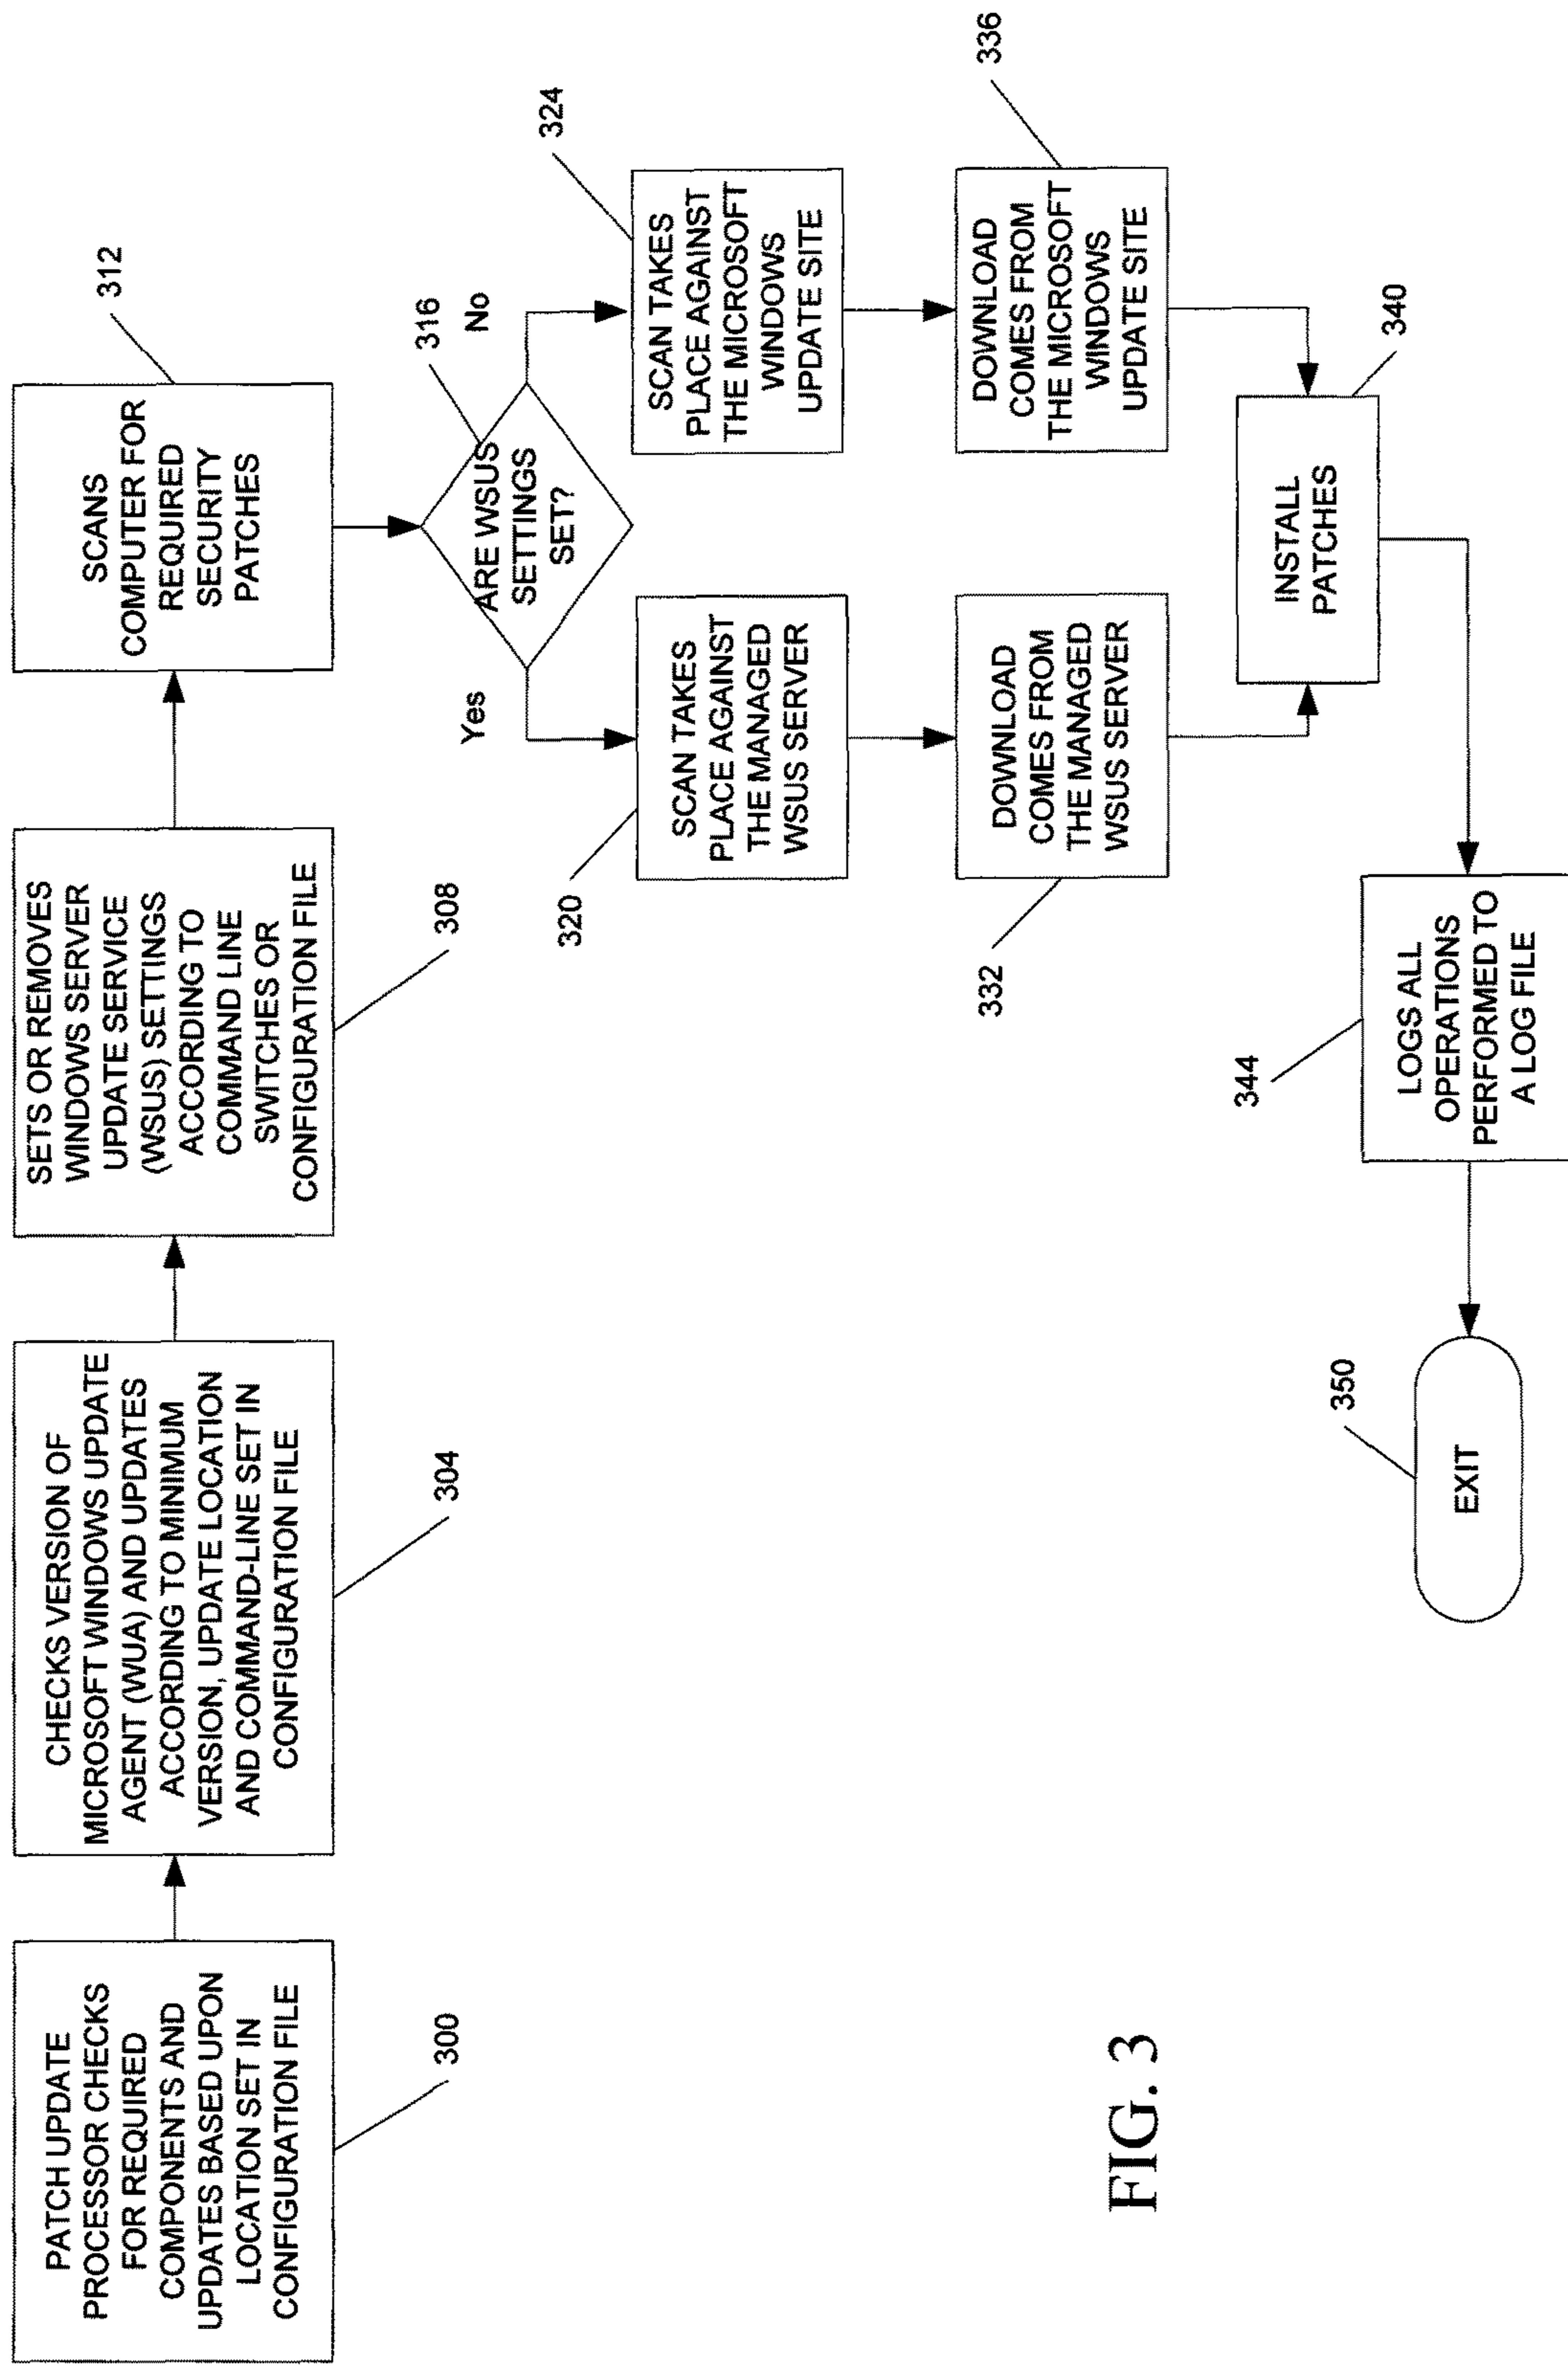 PATCH UPDATE
PROCESSOR CHECKS
FOR REQUIRED
COMPONENTS AND
UPDATES BASED UPON
LOCATION SET IN
CONFIGURATION FILE
300
CHECKS VERSION OF
MICROSOFT WINDOWS UPDATE
AGENT (WUA) AND UPDATES
ACCORDING TO MINIMUM
VERSION, UPDATE LOCATION
AND COMMAND-LINE SET IN
CONFIGURATION FILE
304
SETS OR REMOVES
WINDOWS SERVER
UPDATE SERVICE
(WSUS) SETTINGS
ACCORDING TO
COMMAND LINE
SWITCHES OR
CONFIGURATION FILE
308
SCANS
COMPUTER FOR
REQUIRED
SECURITY
PATCHES
312
ARE WSUS
SETTINGS
SET?
316
Yes
No
SCAN TAKES
PLACE AGAINST
THE MANAGED
WSUS SERVER
320
SCAN TAKES
PLACE AGAINST
THE MICROSOFT
WINDOWS
UPDATE SITE
324
DOWNLOAD
COMES FROM
THE MANAGED
WSUS SERVER
332
DOWNLOAD
COMES FROM
THE MICROSOFT
WINDOWS
UPDATE SITE
336
INSTALL
PATCHES
340
LOGS ALL
OPERATIONS
PERFORMED TO
A LOG FILE
344
EXIT
350
FIG. 3